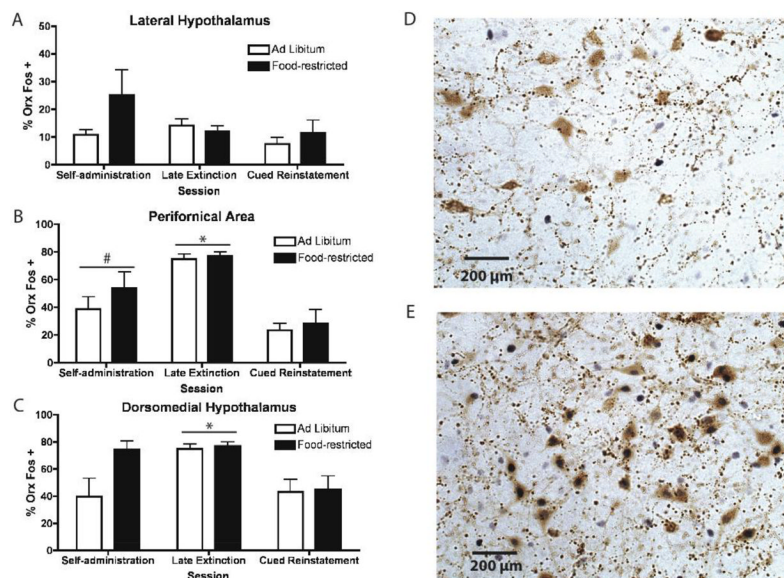 A
Lateral Hypothalamus
Ad Libitum
Food-restricted
% Orx Fos +
50
40
30
20
10
0
Self-administration Late Extinction Cued Reinstatement
Session
B
Perifornical Area
# *
Ad Libitum
Food-restricted
% Orx Fos +
100
80
60
40
20
0
Self-administration Late Extinction Cued Reinstatement
Session
C
Dorsomedial Hypothalamus
*
Ad Libitum
Food-restricted
% Orx Fos +
100
80
60
40
20
0
Self-administration Late Extinction Cued Reinstatement
Session
D
200 µm
E
200 µm